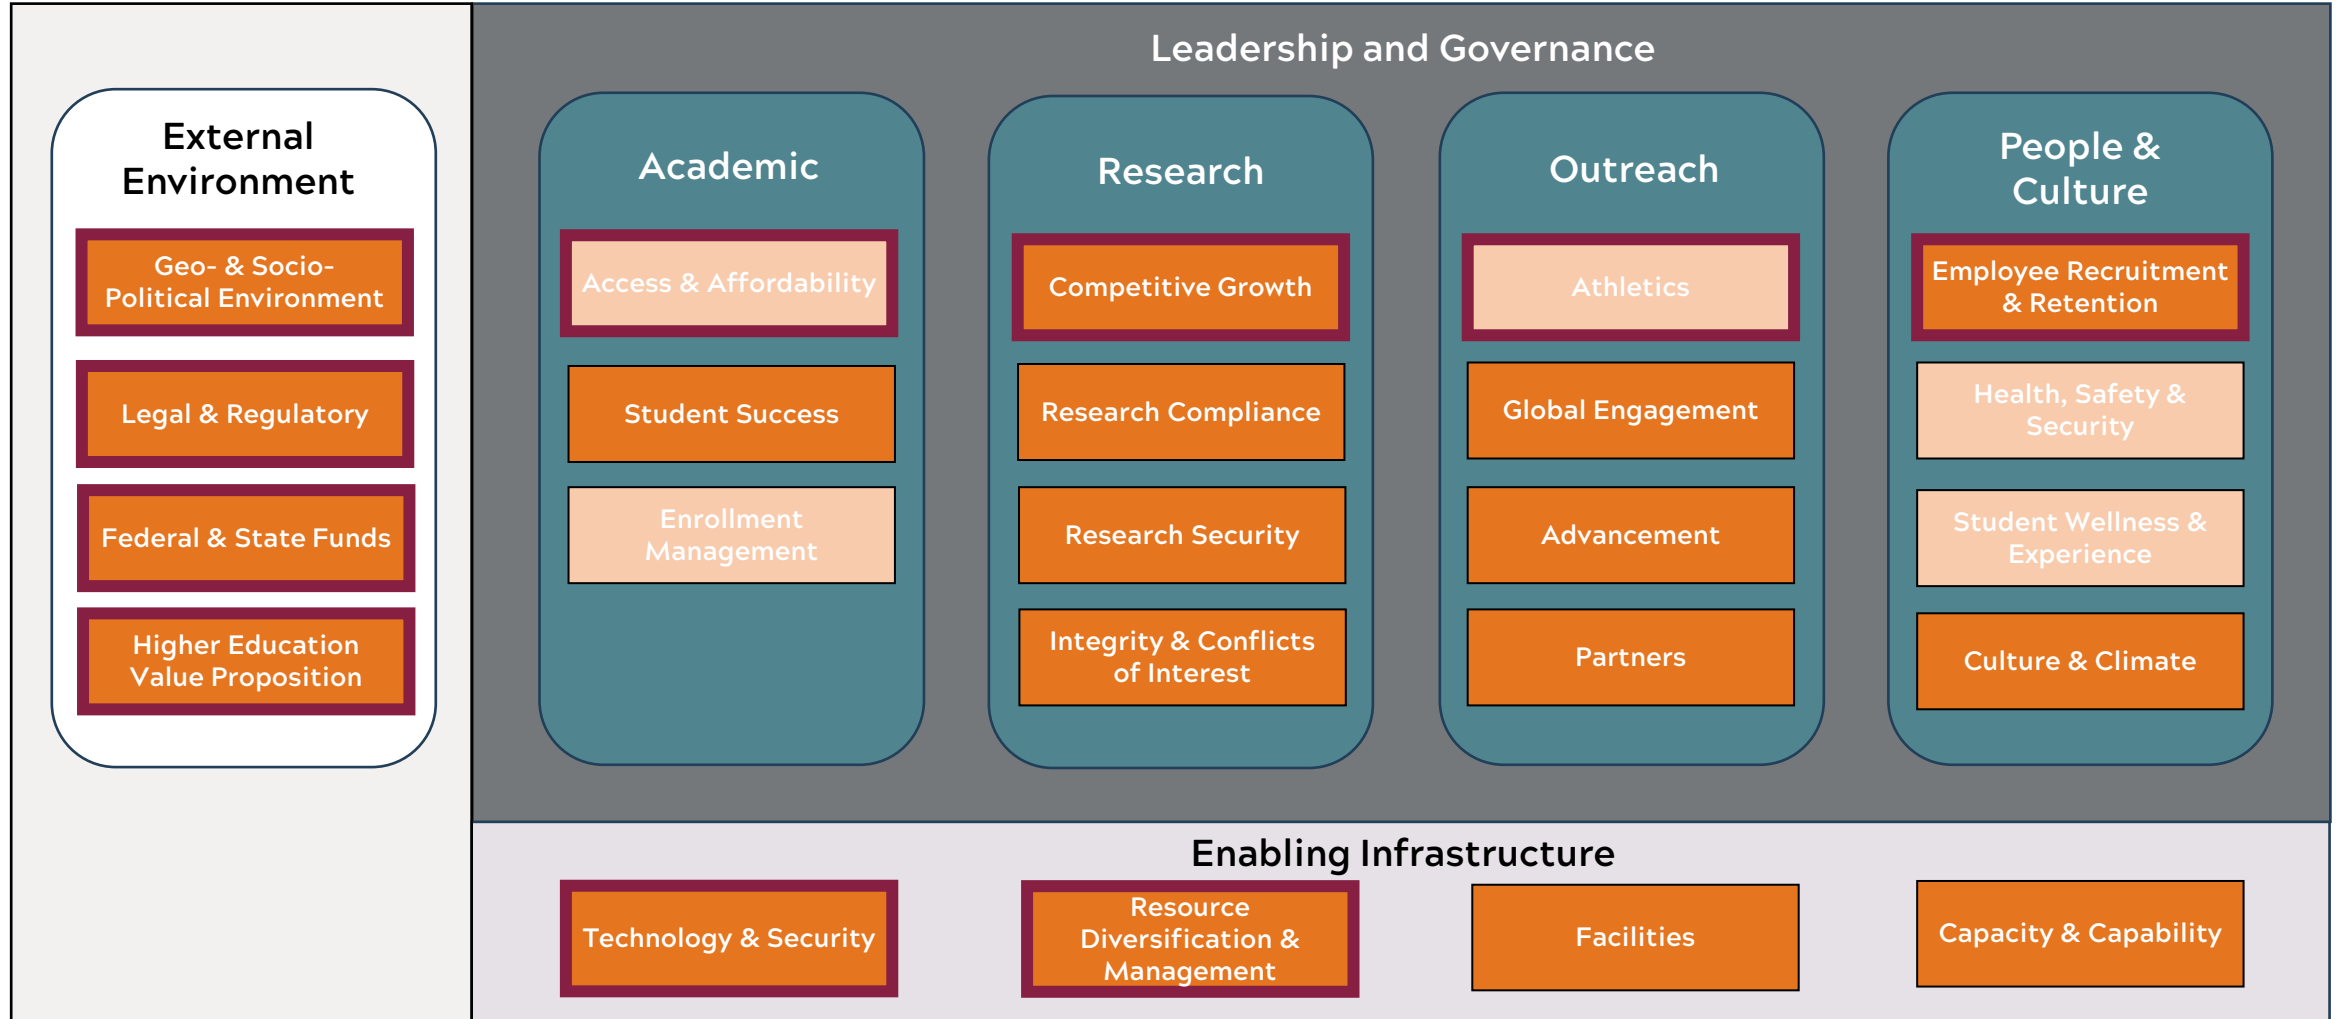 Leadership and Governance
External
Environment
Geo- & Socio-
Political Environment
Legal & Regulatory
Federal & State Funds
Higher Education
Value Proposition
Academic
Access & Affordability
Student Success
Enrollment
Management
Research
Competitive Growth
Research Compliance
Research Security
Integrity & Conflicts
of Interest
Outreach
Athletics
Global Engagement
Advancement
Partners
People &
Culture
Employee Recruitment
& Retention
Health, Safety &
Security
Student Wellness &
Experience
Culture & Climate
Enabling Infrastructure
Technology & Security
Resource
Diversification &
Management
Facilities
Capacity & Capability